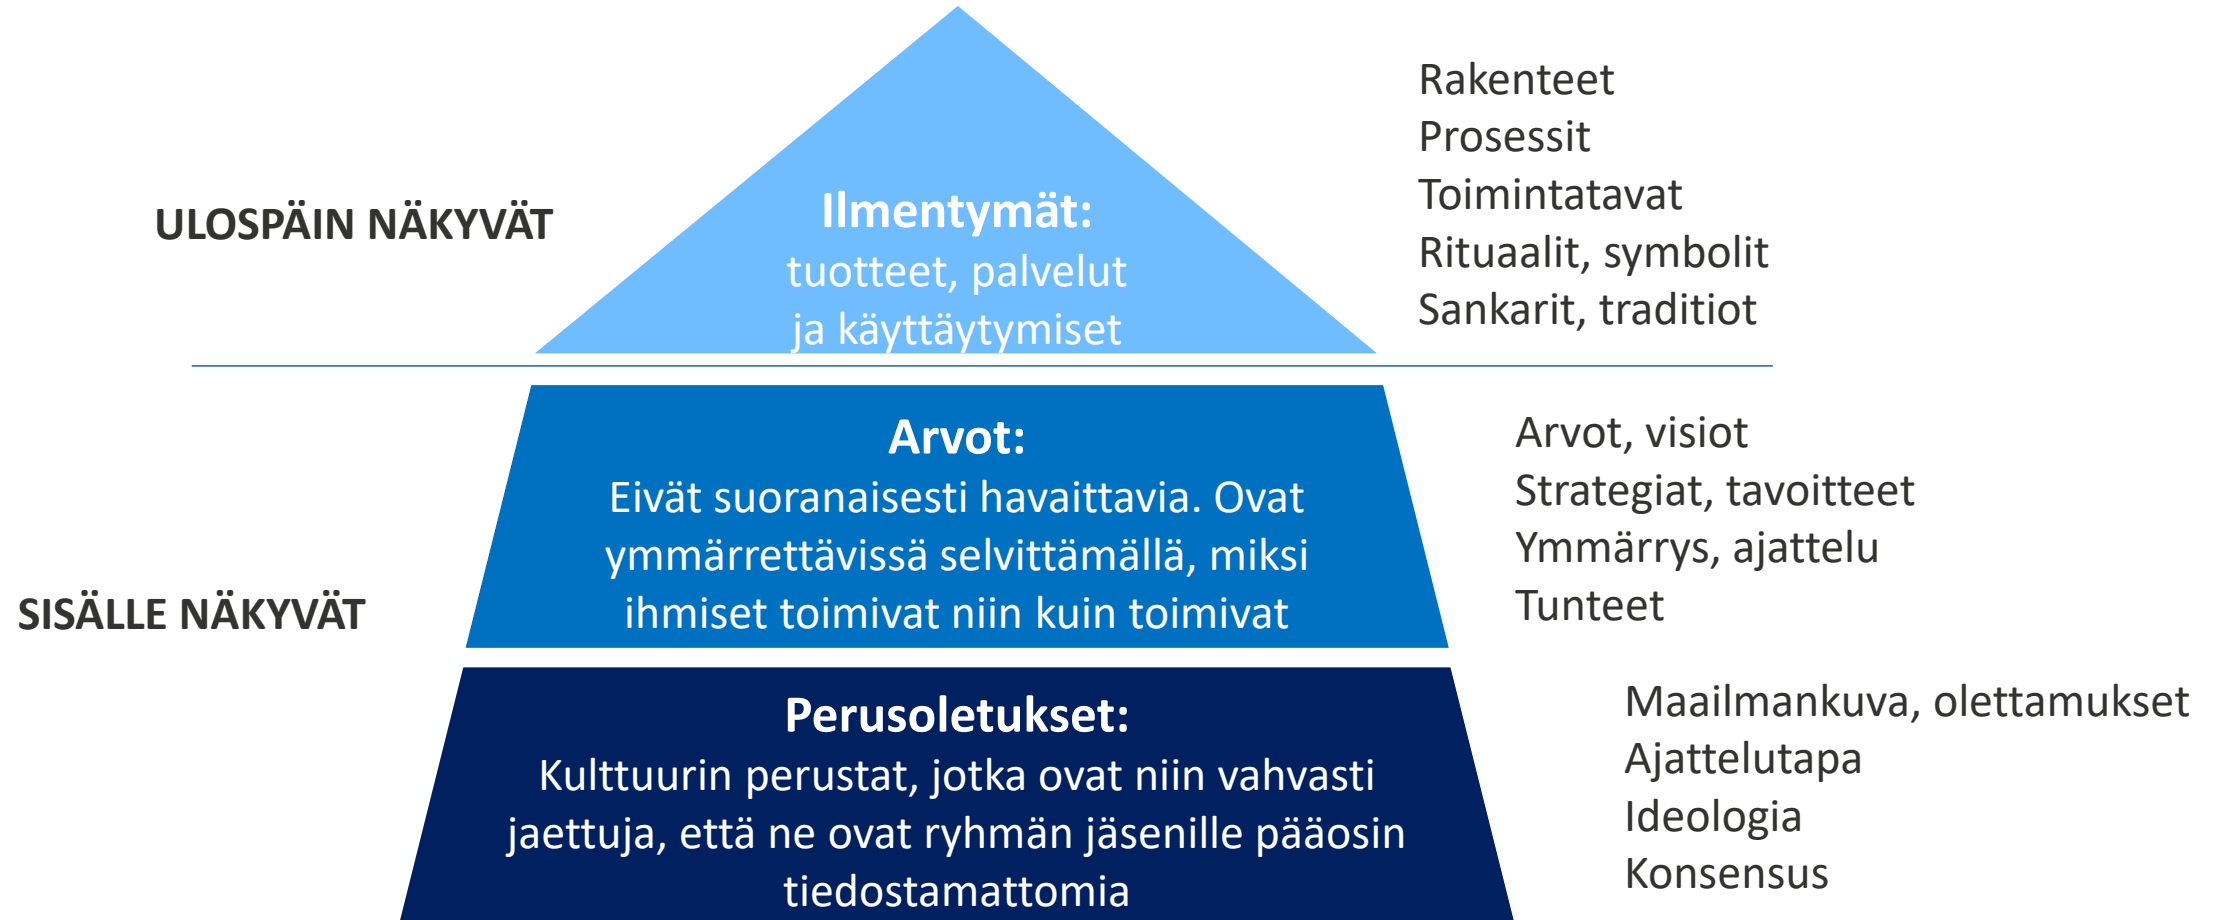 ULOSPÄIN NÄKYVÄT
Ilmentymät:
tuotteet, palvelut
ja käyttäytymiset
Rakenteet
Prosessit
Toimintatavat
Rituaalit, symbolit
Sankarit, traditiot
SISÄLLE NÄKYVÄT
Arvot:
Eivät suoranaisesti havaittavia. Ovat
ymmärrettävissä selvittämällä, miksi
ihmiset toimivat niin kuin toimivat
Arvot, visiot
Strategiat, tavoitteet
Ymmärrys, ajattelu
Tunteet
Perusoletukset:
Kulttuurin perustat, jotka ovat niin vahvasti
jaettuja, että ne ovat ryhmän jäsenille pääosin
tiedostamattomia
Maailmankuva, olettamukset
Ajattelutapa
Ideologia
Konsensus